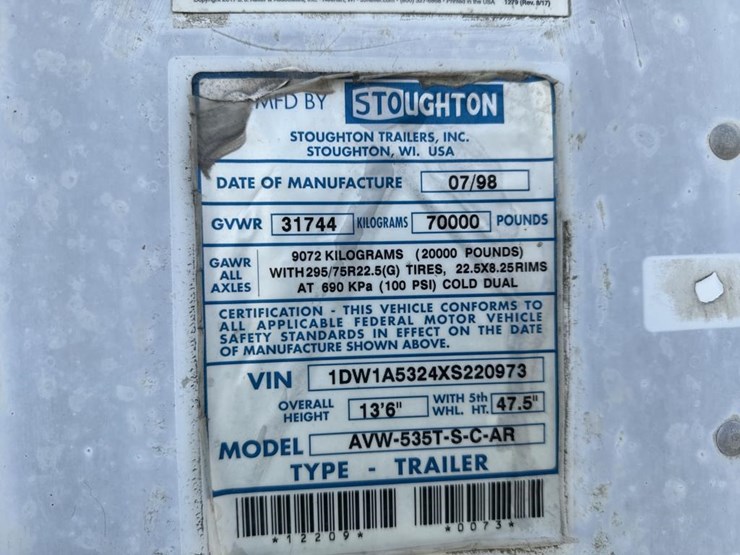 1279 (Rev. 8/17)
MFD BY STOUGHTON
STOUGHTON TRAILERS, INC.
STOUGHTON, WI. USA
DATE OF MANUFACTURE 07/98
GVWR 31744 KILOGRAMS 70000 POUNDS
GAWR ALL AXLES
9072 KILOGRAMS (20000 POUNDS)
WITH 295/75R22.5(G) TIRES, 22.5X8.25 RIMS
AT 690 KPa (100 PSI) COLD DUAL
CERTIFICATION - THIS VEHICLE CONFORMS TO
ALL APPLICABLE FEDERAL MOTOR VEHICLE
SAFETY STANDARDS IN EFFECT ON THE DATE
OF MANUFACTURE SHOWN ABOVE.
VIN 1DW1A5324XS220973
OVERALL HEIGHT 13'6" WITH 5th WHL. HT. 47.5"
MODEL AVW-535T-S-C-AR
TYPE - TRAILER
*12209* *0073*